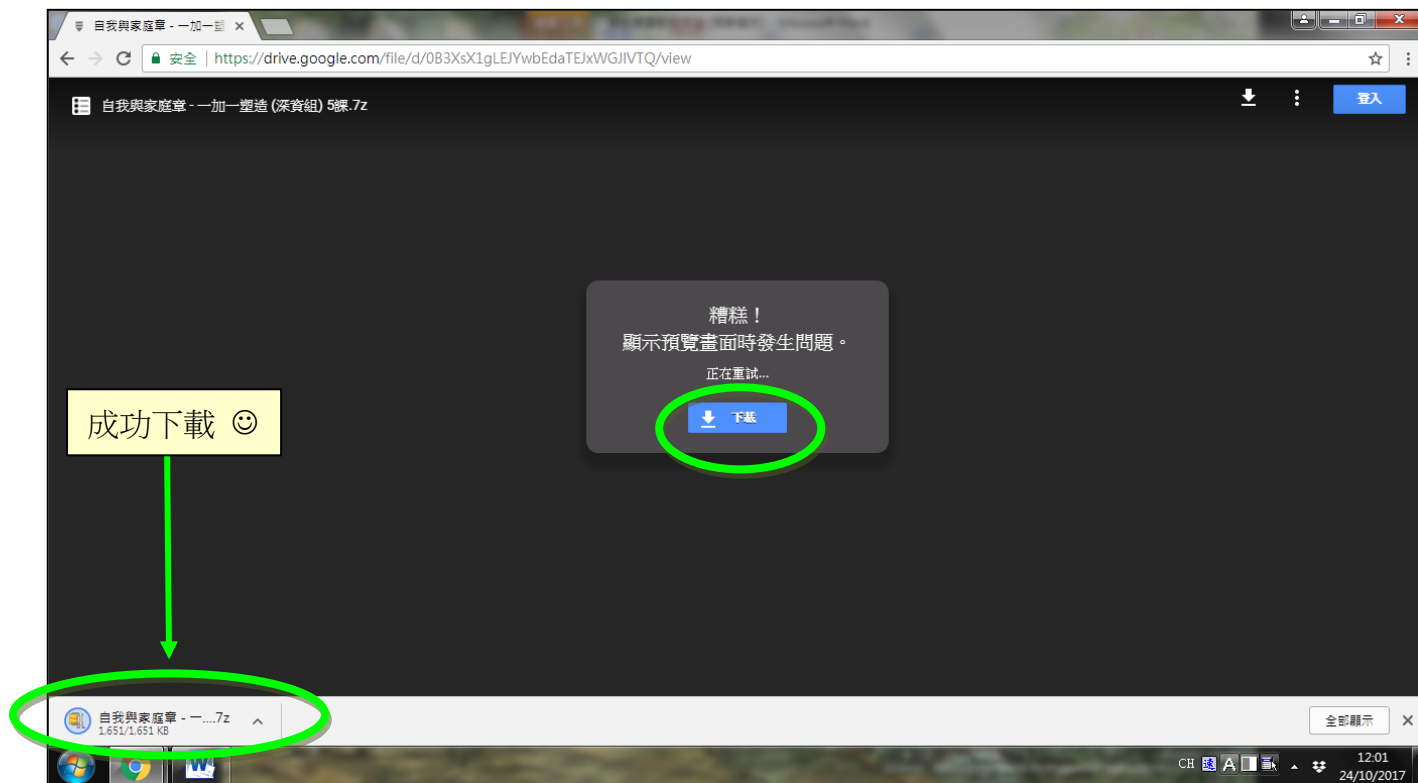 自我與家庭章 - 一加一塑
安全 | https://drive.google.com/file/d/0B3XsX1gLEJYwbEdaTEJxWGJIVTQ/view
自我與家庭章 - 一加一塑造 (深資組) 5課.7z
登入
糟糕！
顯示預覽畫面時發生問題。
正在重試...
下載
成功下載 ☺
自我與家庭章 - 一....7z
1,651/1,651 KB
全部顯示
CH 速 A
12:01
24/10/2017